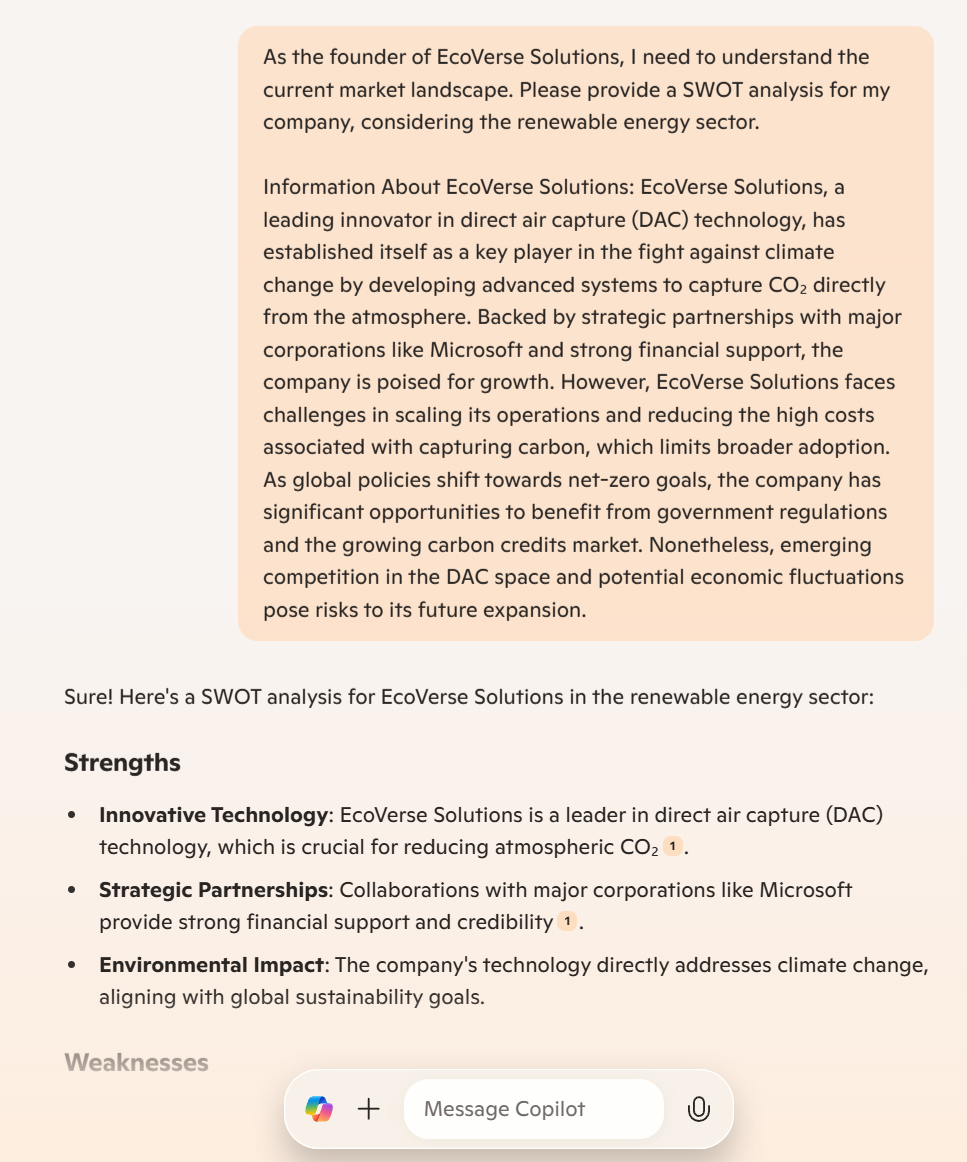 As the founder of EcoVerse Solutions, I need to understand the
current market landscape. Please provide a SWOT analysis for my
company, considering the renewable energy sector.
Information About EcoVerse Solutions: EcoVerse Solutions, a
leading innovator in direct air capture (DAC) technology, has
established itself as a key player in the fight against climate
change by developing advanced systems to capture CO₂ directly
from the atmosphere. Backed by strategic partnerships with major
corporations like Microsoft and strong financial support, the
company is poised for growth. However, EcoVerse Solutions faces
challenges in scaling its operations and reducing the high costs
associated with capturing carbon, which limits broader adoption.
As global policies shift towards net-zero goals, the company has
significant opportunities to benefit from government regulations
and the growing carbon credits market. Nonetheless, emerging
competition in the DAC space and potential economic fluctuations
pose risks to its future expansion.
Sure! Here's a SWOT analysis for EcoVerse Solutions in the renewable energy sector:
Strengths
• Innovative Technology: EcoVerse Solutions is a leader in direct air capture (DAC)
technology, which is crucial for reducing atmospheric CO₂ 1.
• Strategic Partnerships: Collaborations with major corporations like Microsoft
provide strong financial support and credibility 1.
• Environmental Impact: The company's technology directly addresses climate change,
aligning with global sustainability goals.
Weaknesses
Message Copilot